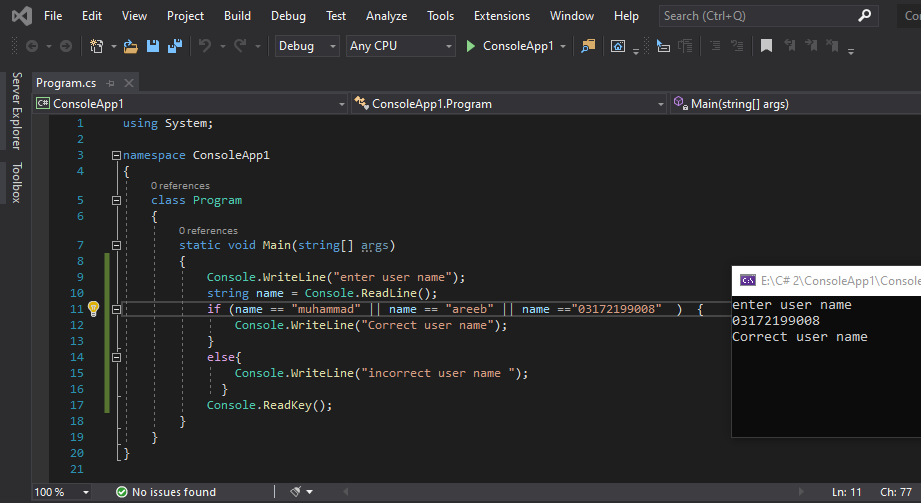 File Edit View Project Build Debug Test Analyze Tools Extensions Window Help Search (Ctrl+Q) Co
Debug Any CPU ConsoleApp1
Server Explorer
Toolbox
Program.cs
C# ConsoleApp1 ConsoleApp1.Program Main(string[] args)
1 using System;
2
3 namespace ConsoleApp1
4 {
0 references
5 class Program
6 {
0 references
7 static void Main(string[] args)
8 {
9 Console.WriteLine("enter user name");
10 string name = Console.ReadLine();
11 if (name == "muhammad" || name == "areeb" || name =="03172199008" ) {
12 Console.WriteLine("Correct user name");
13 }
14 else{
15 Console.WriteLine("incorrect user name ");
16 }
17 Console.ReadKey();
18 }
19 }
20 }
21
E:\C# 2\ConsoleApp1\Console
enter user name
03172199008
Correct user name
100 % No issues found Ln: 11 Ch: 77